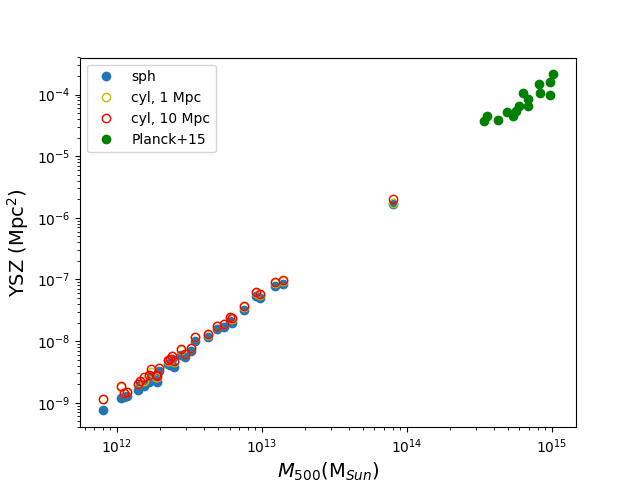 sph
cyl, 1 Mpc
cyl, 10 Mpc
Planck+15
YSZ (Mpc²)
10⁻⁴
10⁻⁵
10⁻⁶
10⁻⁷
10⁻⁸
10⁻⁹
10¹² 10¹³ 10¹⁴ 10¹⁵
M₅₀₀(M_Sun)